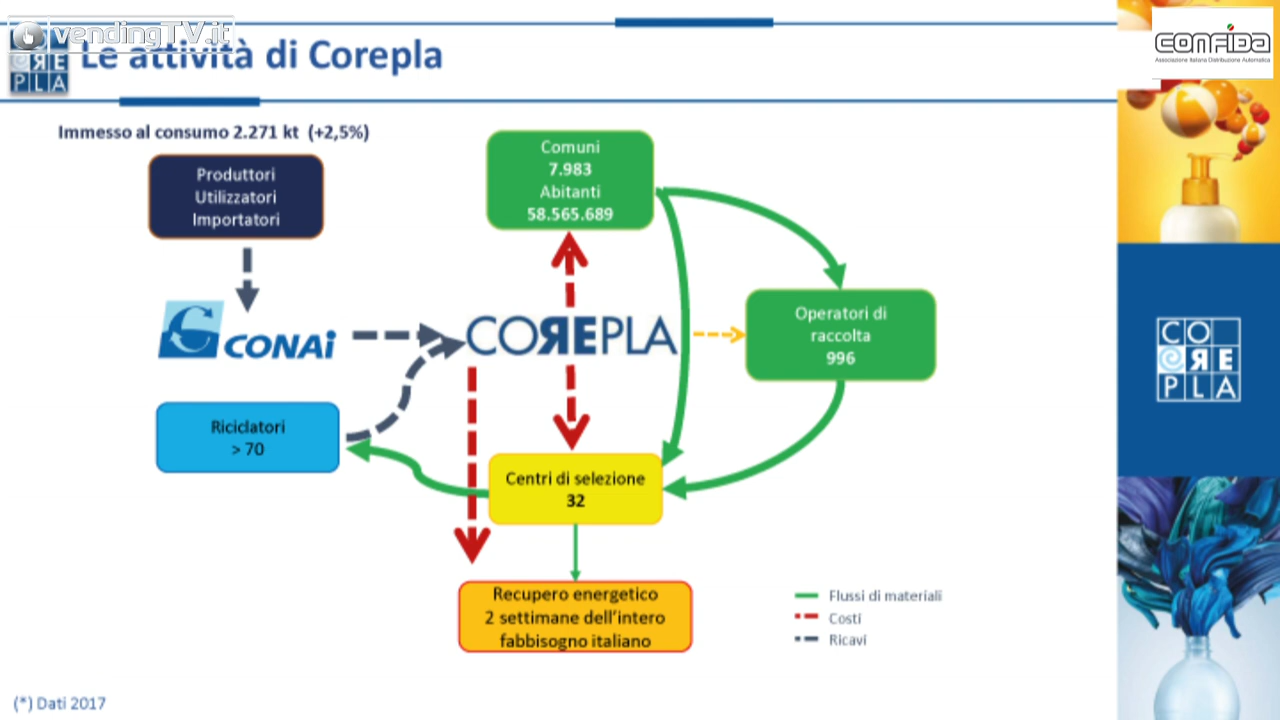 vendingTV.it
COREPLA
Le attività di Corepla
CONFIDA
Associazione Italiana Distribuzione Automatica
Immesso al consumo 2.271 kt (+2,5%)
Produttori
Utilizzatori
Importatori
Comuni
7.983
Abitanti
58.565.689
CONAi
COREPLA
Operatori di
raccolta
996
Riciclatori
> 70
Centri di selezione
32
Recupero energetico
2 settimane dell'intero
fabbisogno italiano
Flussi di materiali
Costi
Ricavi
(*) Dati 2017
CO
RE
PLA